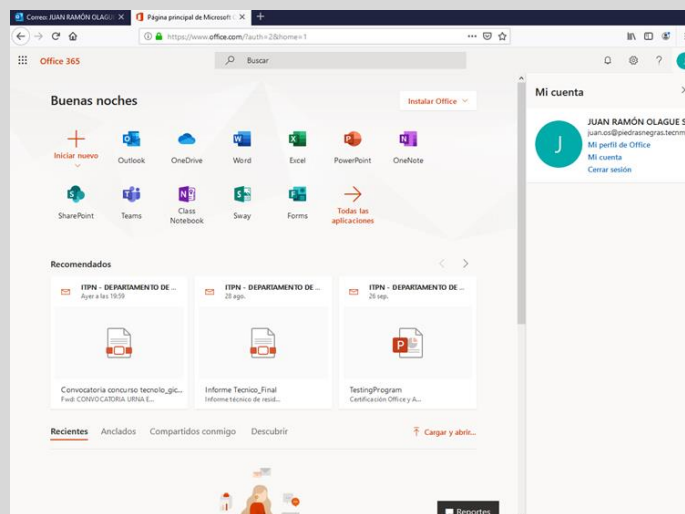 Correo: JUAN RAMÓN OLAGUE
Página principal de Microsoft
https://www.office.com/?auth=2&home=1
Office 365
Buscar
Buenas noches
Instalar Office
Iniciar nuevo
Outlook
OneDrive
Word
Excel
PowerPoint
OneNote
SharePoint
Teams
Class
Notebook
Sway
Forms
Todas las
aplicaciones
Recomendados
ITPN - DEPARTAMENTO DE ...
Ayer a las 19:59
Convocatoria concurso tecnolo_gic...
Fwd: CONVOCATORIA URNA E...
ITPN - DEPARTAMENTO DE ...
20 ago.
Informe Tecnico_Final
Informe técnico de resid...
ITPN - DEPARTAMENTO DE ...
26 sep.
TestingProgram
Certificación Office y A...
Recientes
Anclados
Compartidos conmigo
Descubrir
Cargar y abrir...
Reportes
Mi cuenta
J
JUAN RAMÓN OLAGUE S
juan.os@piedrasnegras.tecnm
Mi perfil de Office
Mi cuenta
Cerrar sesión